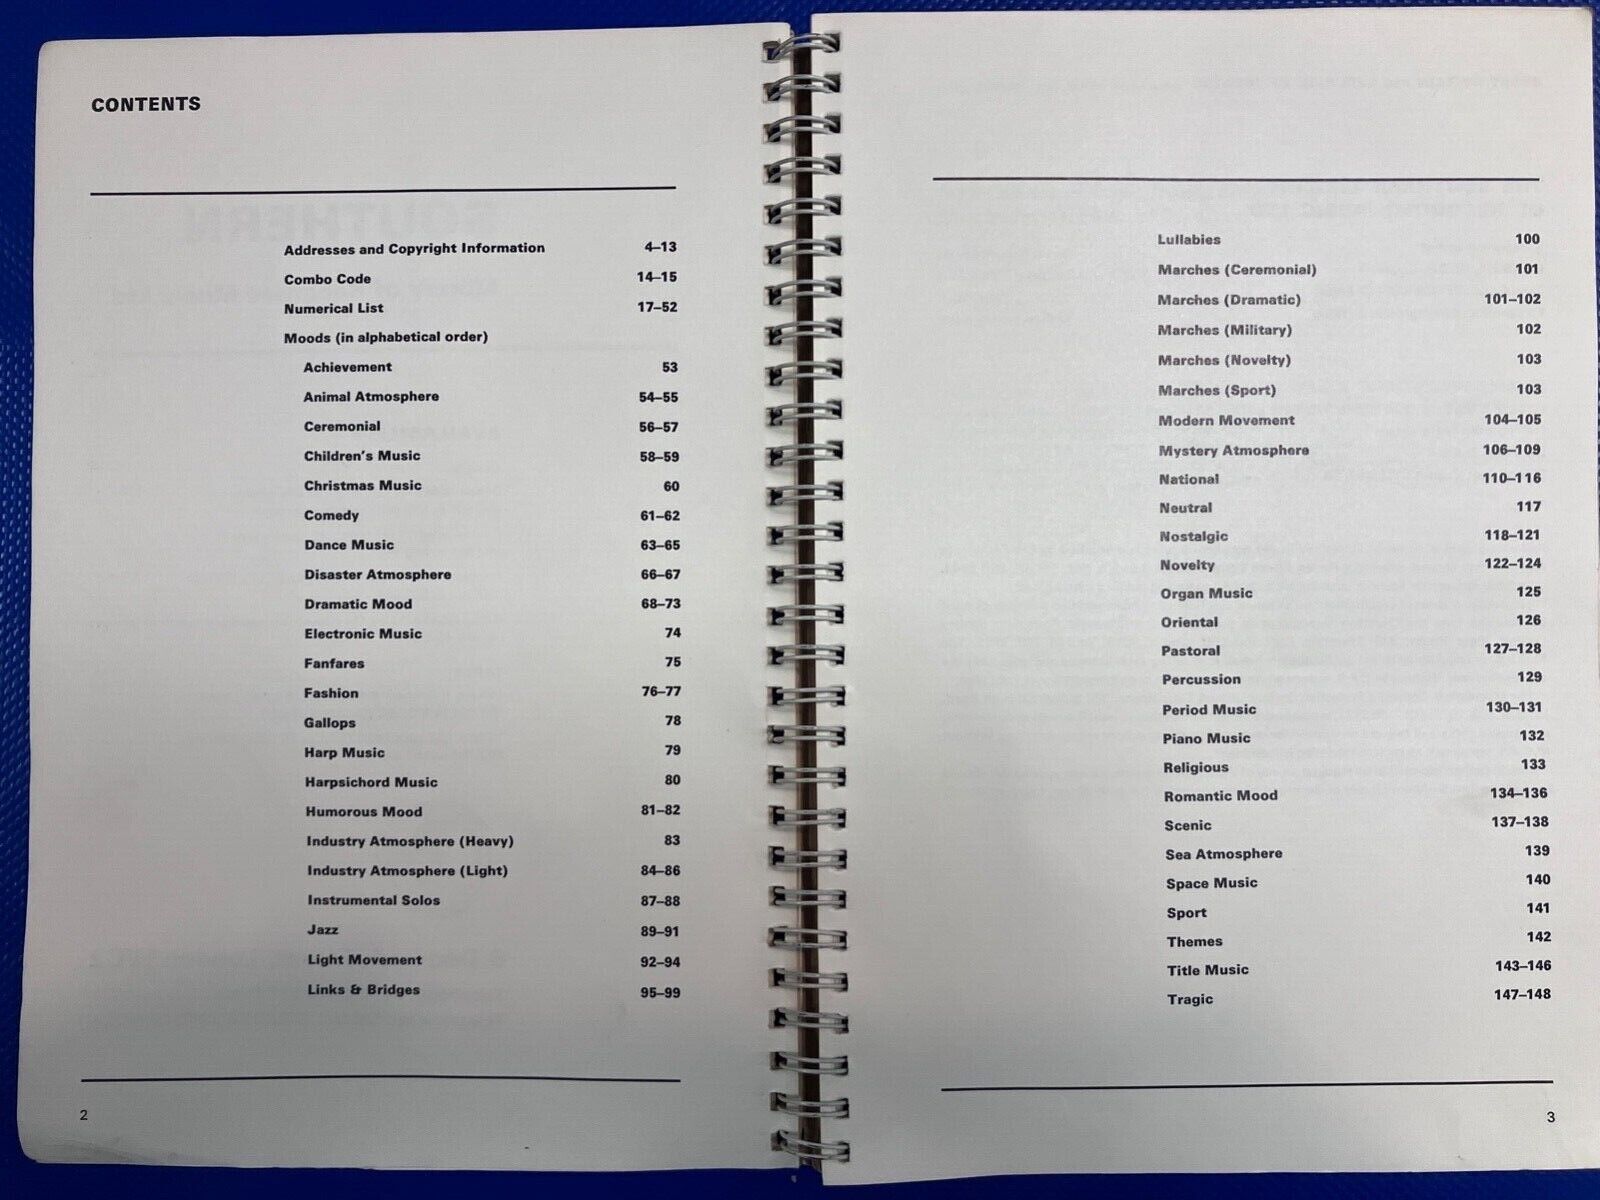 CONTENTS
Addresses and Copyright Information 4–13
Combo Code 14–15
Numerical List 17–52
Moods (in alphabetical order)
Achievement 53
Animal Atmosphere 54–55
Ceremonial 56–57
Children's Music 58–59
Christmas Music 60
Comedy 61–62
Dance Music 63–65
Disaster Atmosphere 66–67
Dramatic Mood 68–73
Electronic Music 74
Fanfares 75
Fashion 76–77
Gallops 78
Harp Music 79
Harpsichord Music 80
Humorous Mood 81–82
Industry Atmosphere (Heavy) 83
Industry Atmosphere (Light) 84–86
Instrumental Solos 87–88
Jazz 89–91
Light Movement 92–94
Links & Bridges 95–99
2
Lullabies 100
Marches (Ceremonial) 101
Marches (Dramatic) 101–102
Marches (Military) 102
Marches (Novelty) 103
Marches (Sport) 103
Modern Movement 104–105
Mystery Atmosphere 106–109
National 110–116
Neutral 117
Nostalgic 118–121
Novelty 122–124
Organ Music 125
Oriental 126
Pastoral 127–128
Percussion 129
Period Music 130–131
Piano Music 132
Religious 133
Romantic Mood 134–136
Scenic 137–138
Sea Atmosphere 139
Space Music 140
Sport 141
Themes 142
Title Music 143–146
Tragic 147–148
3